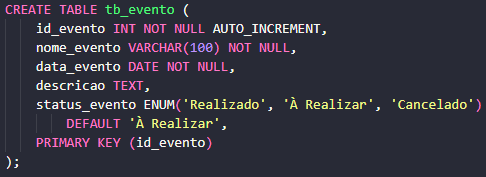 CREATE TABLE tb_evento (
    id_evento INT NOT NULL AUTO_INCREMENT,
    nome_evento VARCHAR(100) NOT NULL,
    data_evento DATE NOT NULL,
    descricao TEXT,
    status_evento ENUM('Realizado', 'À Realizar', 'Cancelado')
        DEFAULT 'À Realizar',
    PRIMARY KEY (id_evento)
);